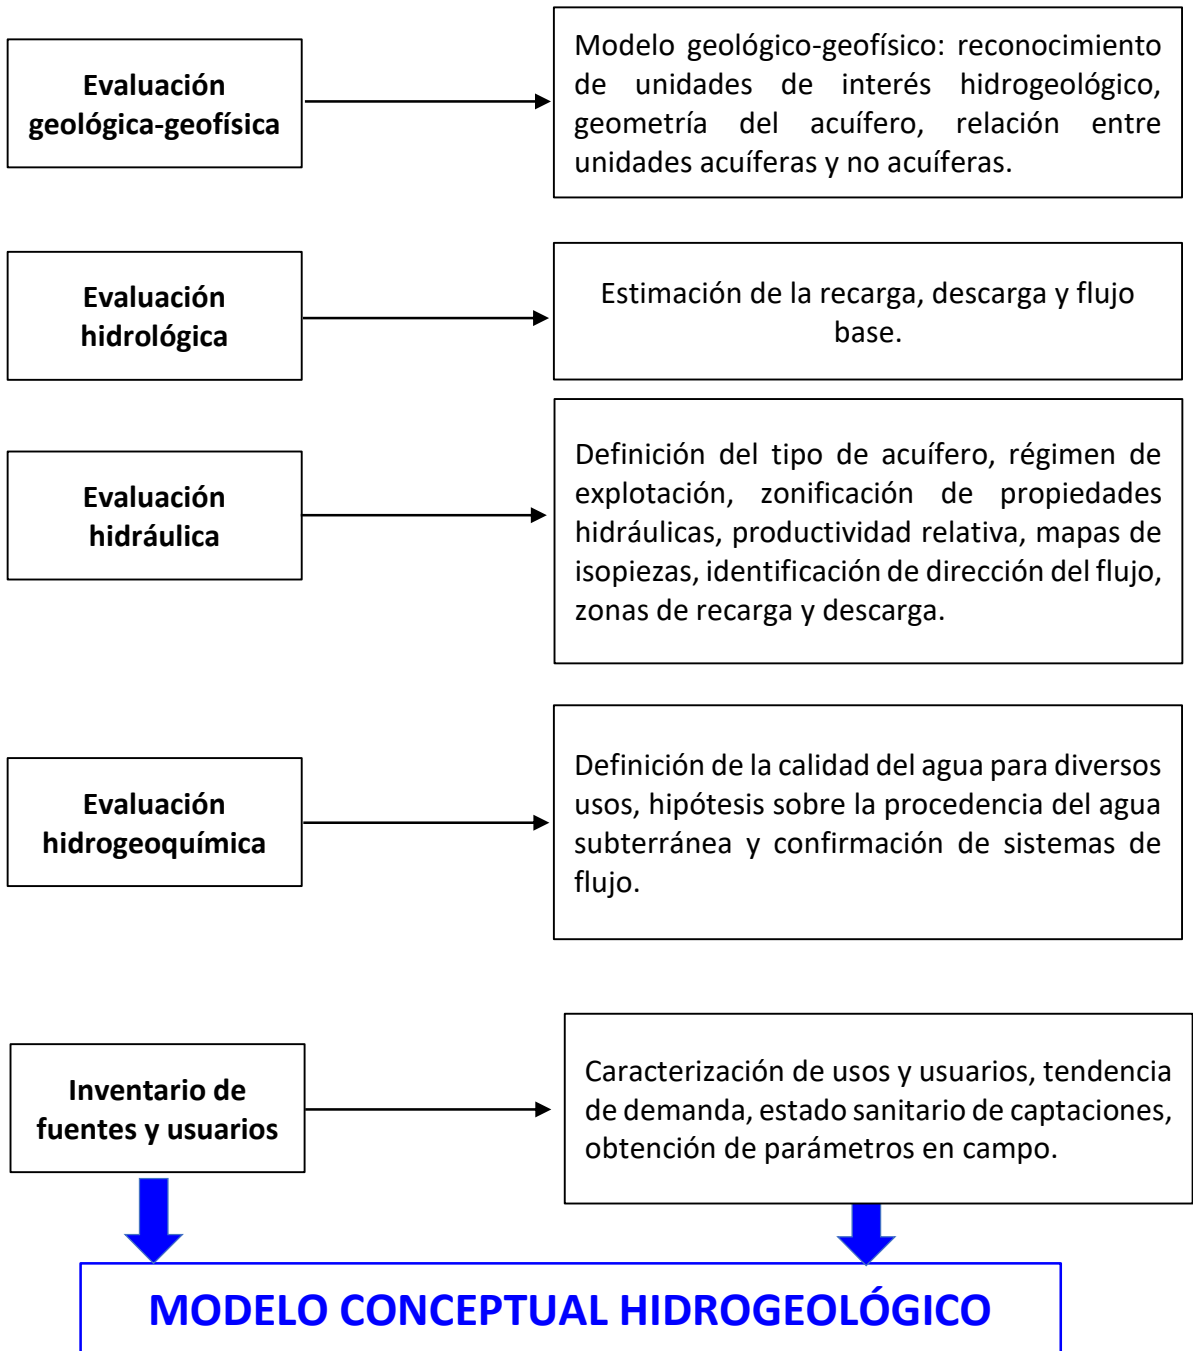 Evaluación
geológica-geofísica
Modelo geológico-geofísico: reconocimiento
de unidades de interés hidrogeológico,
geometría del acuífero, relación entre
unidades acuíferas y no acuíferas.
Evaluación
hidrológica
Estimación de la recarga, descarga y flujo
base.
Evaluación
hidráulica
Definición del tipo de acuífero, régimen de
explotación, zonificación de propiedades
hidráulicas, productividad relativa, mapas de
isopiezas, identificación de dirección del flujo,
zonas de recarga y descarga.
Evaluación
hidrogeoquímica
Definición de la calidad del agua para diversos
usos, hipótesis sobre la procedencia del agua
subterránea y confirmación de sistemas de
flujo.
Inventario de
fuentes y usuarios
Caracterización de usos y usuarios, tendencia
de demanda, estado sanitario de captaciones,
obtención de parámetros en campo.
MODELO CONCEPTUAL HIDROGEOLÓGICO